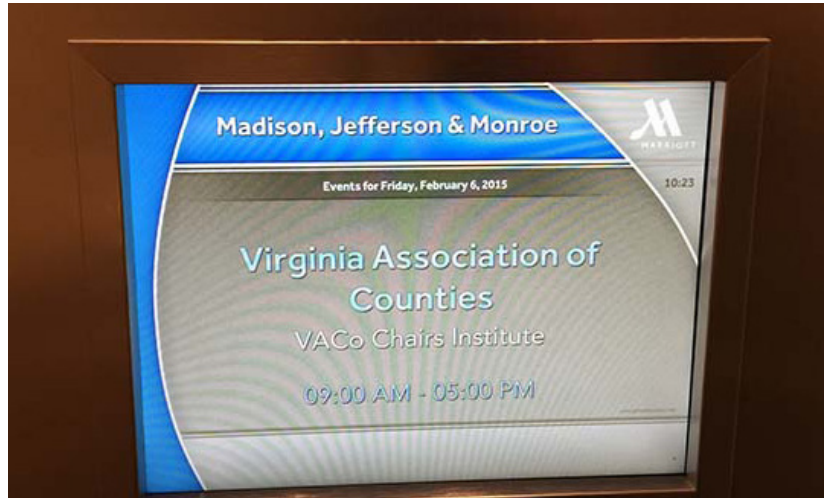 Madison, Jefferson & Monroe
MARRIOTT
Events for Friday, February 6, 2015
10:23
Virginia Association of
Counties
VACo Chairs Institute
09:00 AM - 05:00 PM